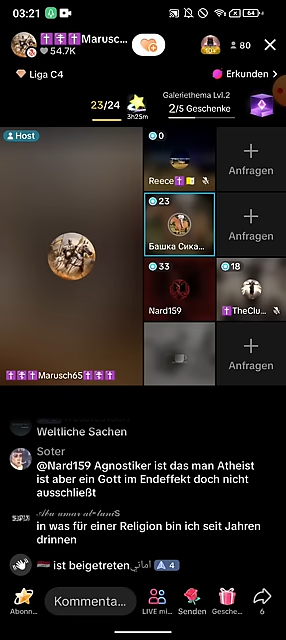 03:21
64
✝️☦️✝️Marusc...
54.7K
80
Liga C4
Erkunden >
23/24
3h25m
Galeriethema Lvl.2
2/5 Geschenke
Host
0
Reece✝️
Anfragen
23
Башка Сика...
Anfragen
33
Nard159
18
✝️TheClu...
✝️✝️✝️Marusch65✝️✝️✝️
Anfragen
Weltliche Sachen
Soter
@Nard159 Agnostiker ist das man Atheist
ist aber ein Gott im Endeffekt doch nicht
ausschließt
in was für einer Religion bin ich seit Jahren
drinnen
ist beigetreten
اماني
4
Abonn...
Kommenta...
LIVE mi...
Senden
Gesche...
6